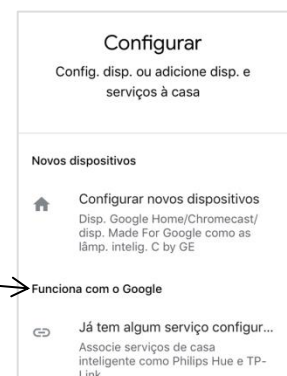 Configurar
Config. disp. ou adicione disp. e
serviços à casa
Novos dispositivos
Configurar novos dispositivos
Disp. Google Home/Chromecast/
disp. Made For Google como as
lâmp. intelig. C by GE
Funciona com o Google
Já tem algum serviço configur...
Associe serviços de casa
inteligente como Philips Hue e TP-
Link